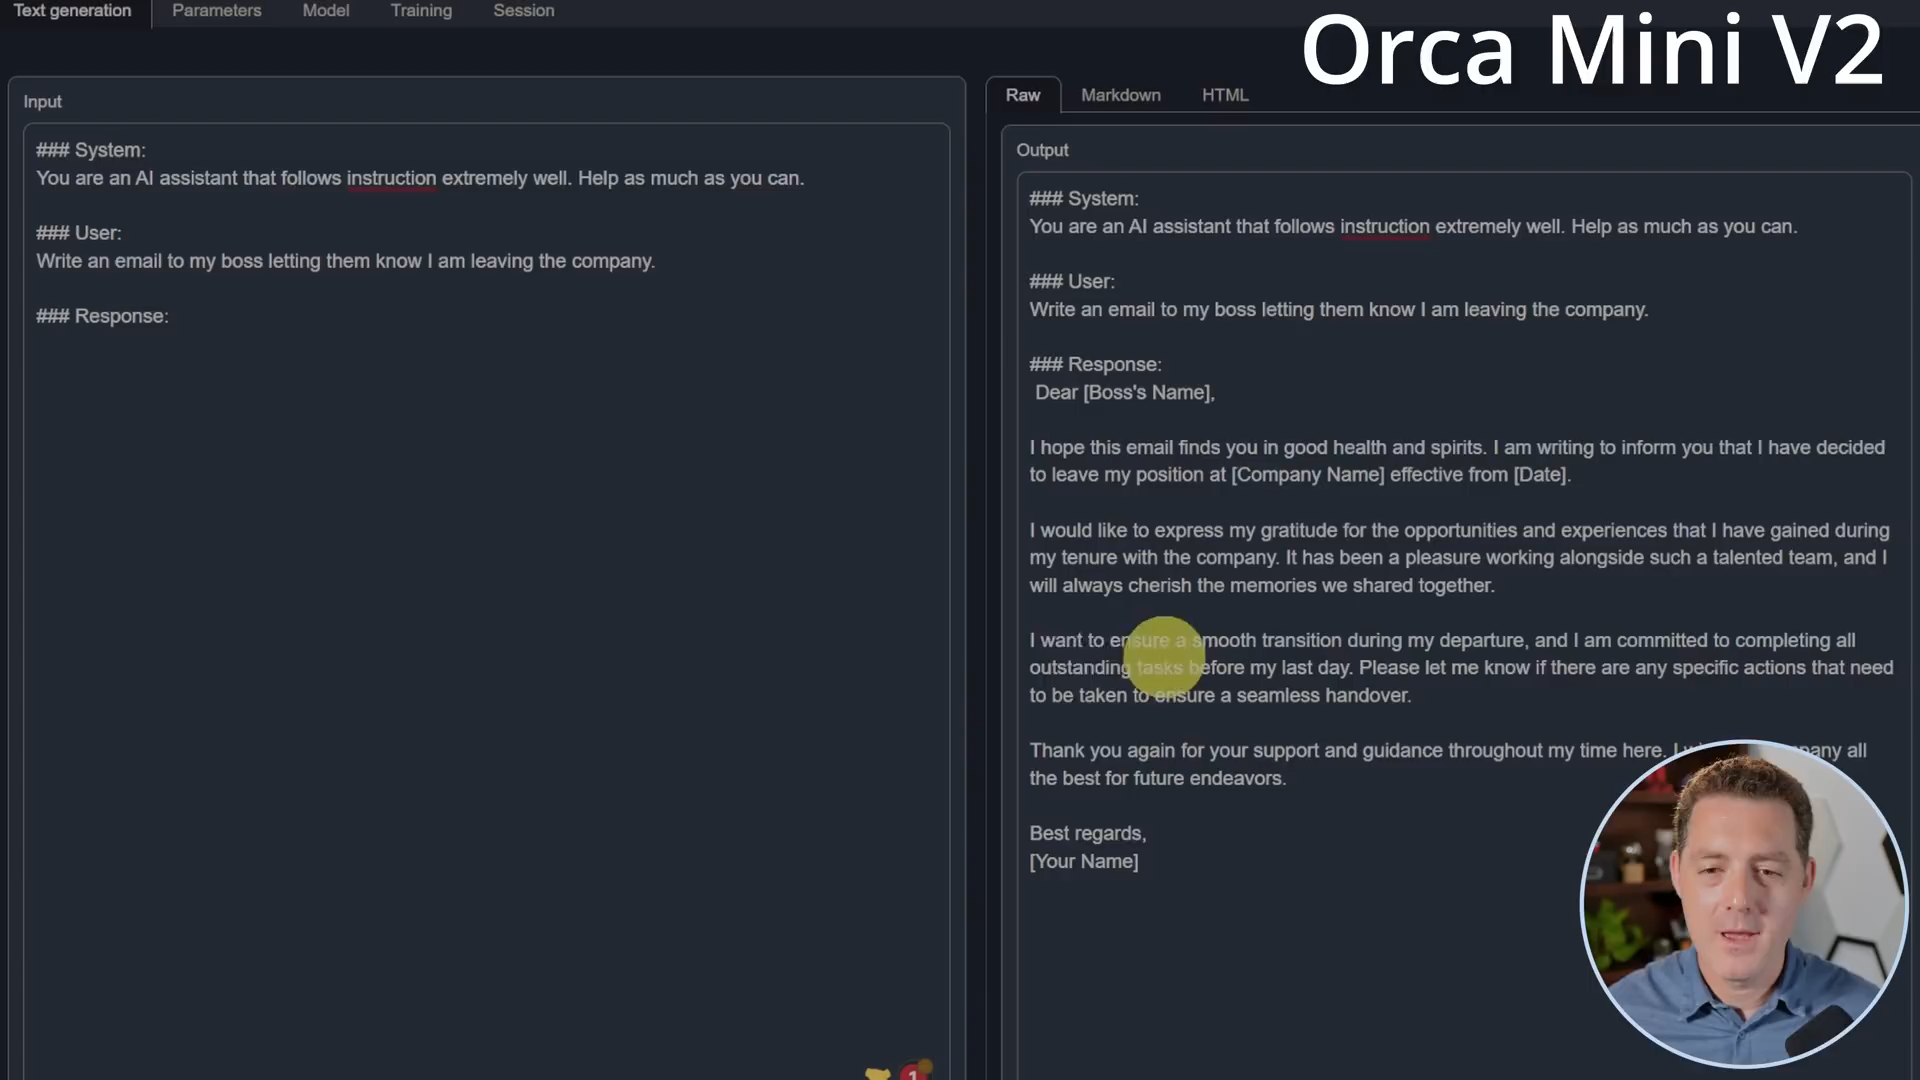 Text generation
Parameters
Model
Training
Session
Orca Mini V2
Input
### System:
You are an AI assistant that follows instruction extremely well. Help as much as you can.
### User:
Write an email to my boss letting them know I am leaving the company.
### Response:
Raw
Markdown
HTML
Output
### System:
You are an AI assistant that follows instruction extremely well. Help as much as you can.
### User:
Write an email to my boss letting them know I am leaving the company.
### Response:
Dear [Boss's Name],
I hope this email finds you in good health and spirits. I am writing to inform you that I have decided
to leave my position at [Company Name] effective from [Date].
I would like to express my gratitude for the opportunities and experiences that I have gained during
my tenure with the company. It has been a pleasure working alongside such a talented team, and I
will always cherish the memories we shared together.
I want to ensure a smooth transition during my departure, and I am committed to completing all
outstanding tasks before my last day. Please let me know if there are any specific actions that need
to be taken to ensure a seamless handover.
Thank you again for your support and guidance throughout my time here. I all
the best for future endeavors.
Best regards,
[Your Name]
1